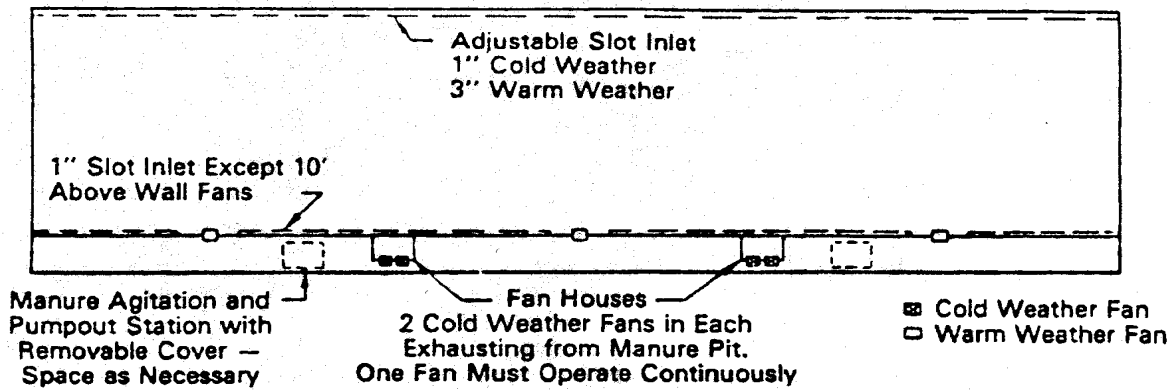 Adjustable Slot Inlet
1" Cold Weather
3" Warm Weather
1" Slot Inlet Except 10'
Above Wall Fans
Manure Agitation and
Pumpout Station with
Removable Cover –
Space as Necessary
Fan Houses
2 Cold Weather Fans in Each
Exhausting from Manure Pit.
One Fan Must Operate Continuously
Cold Weather Fan
Warm Weather Fan